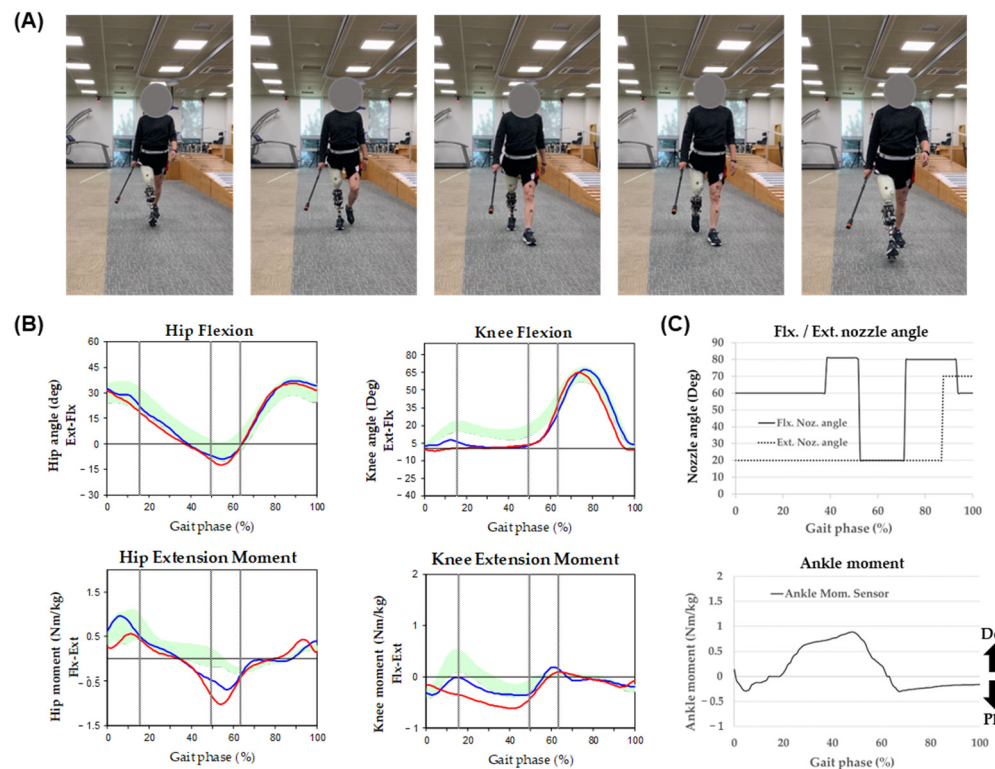 (A)
(B)
Hip Flexion
Hip angle (deg)
Ext-Flx
60
45
30
15
0
− 15
− 30
0 20 40 60 80 100
Gait phase (%)
Knee Flexion
Knee angle (Deg)
Ext-Flx
80
65
50
35
20
5
− 10
− 25
− 40
0 20 40 60 80 100
Gait phase (%)
(C)
Flx. / Ext. nozzle angle
Nozzle angle (Deg)
90
80
70
60
50
40
30
20
10
0
Flx. Noz. angle
Ext. Noz. angle
0 20 40 60 80 100
Gait phase (%)
Hip Extension Moment
Hip moment (Nm/kg)
Flx-Ext
1.5
0.5
− 0.5
− 1.5
0 20 40 60 80 100
Gait phase (%)
Knee Extension Moment
Knee moment (Nm/kg)
Flx-Ext
2
1
0
− 1
0 20 40 60 80 100
Gait phase (%)
Ankle moment
Ankle moment (Nm/kg)
2
1.5
1
0.5
0
− 0.5
− 1
Ankle Mom. Sensor
0 20 40 60 80 100
Gait phase (%)